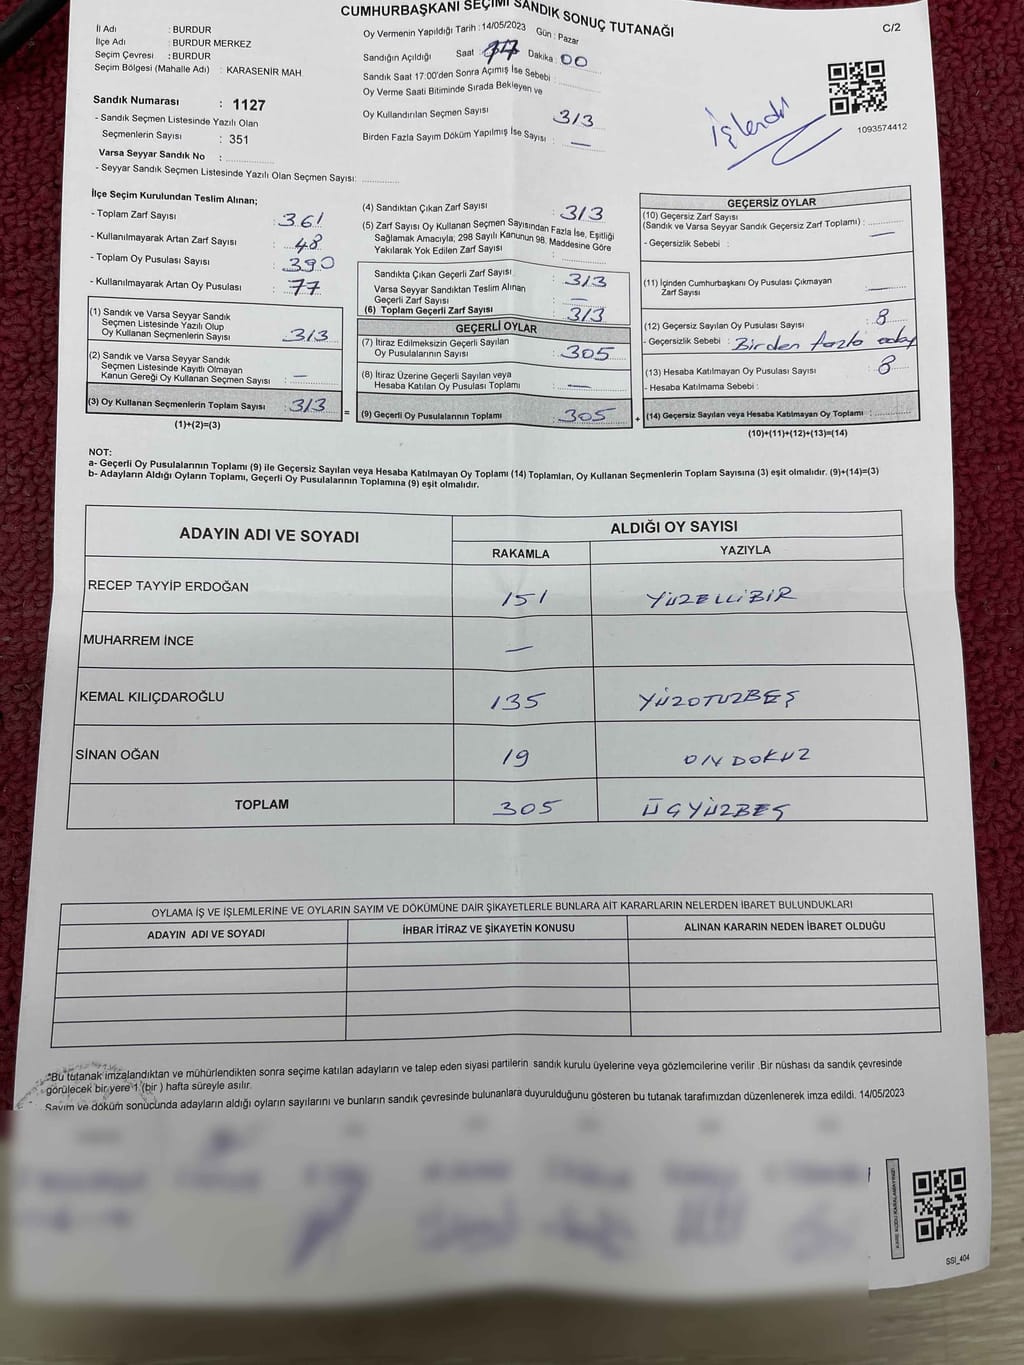 CUMHURBAŞKANI SEÇİMİ SANDIK SONUÇ TUTANAĞI
C/2
İl Adı : BURDUR
İlçe Adı : BURDUR MERKEZ
Seçim Çevresi : BURDUR
Seçim Bölgesi (Mahalle Adı) : KARASENİR MAH.
Sandık Numarası : 1127
- Sandık Seçmen Listesinde Yazılı Olan
Seçmenlerin Sayısı : 351
Varsa Seyyar Sandık No :
- Seyyar Sandık Seçmen Listesinde Yazılı Olan Seçmen Sayısı:
Oy Vermenin Yapıldığı Tarih : 14/05/2023 Gün : Pazar
Sandığın Açıldığı Saat : 17 Dakika : 00
Sandık Saat 17:00'den Sonra Açımış İse Sebebi :
Oy Verme Saati Bitiminde Sırada Bekleyen ve
Oy Kullandırılan Seçmen Sayısı : 313
Birden Fazla Sayım Döküm Yapılmış İse Sayısı : —
İşlendi
1093574412
İlçe Seçim Kurulundan Teslim Alınan;
- Toplam Zarf Sayısı : 361
- Kullanılmayarak Artan Zarf Sayısı : 48
- Toplam Oy Pusulası Sayısı : 390
- Kullanılmayarak Artan Oy Pusulası : 77
(1) Sandık ve Varsa Seyyar Sandık
Seçmen Listesinde Yazılı Olup
Oy Kullanan Seçmenlerin Sayısı : 313
(2) Sandık ve Varsa Seyyar Sandık
Seçmen Listesinde Kayıtlı Olmayan
Kanun Gereği Oy Kullanan Seçmen Sayısı : —
(3) Oy Kullanan Seçmenlerin Toplam Sayısı : 313 =
(1)+(2)=(3)
(4) Sandıktan Çıkan Zarf Sayısı : 313
(5) Zarf Sayısı Oy Kullanan Seçmen Sayısından Fazla İse, Eşitliği
Sağlamak Amacıyla; 298 Sayılı Kanunun 98. Maddesine Göre
Yakılarak Yok Edilen Zarf Sayısı :
Sandıkta Çıkan Geçerli Zarf Sayısı : 313
Varsa Seyyar Sandıktan Teslim Alınan
Geçerli Zarf Sayısı : —
(6) Toplam Geçerli Zarf Sayısı : 313
GEÇERLİ OYLAR
(7) İtiraz Edilmeksizin Geçerli Sayılan
Oy Pusulalarının Sayısı : 305
(8) İtiraz Üzerine Geçerli Sayılan veya
Hesaba Katılan Oy Pusulası Toplamı : —
(9) Geçerli Oy Pusulalarının Toplamı : 305 +
GEÇERSİZ OYLAR
(10) Geçersiz Zarf Sayısı
(Sandık ve Varsa Seyyar Sandık Geçersiz Zarf Toplamı) : —
- Geçersizlik Sebebi :
(11) İçinden Cumhurbaşkanı Oy Pusulası Çıkmayan
Zarf Sayısı : —
(12) Geçersiz Sayılan Oy Pusulası Sayısı : 8
- Geçersizlik Sebebi : Birden fazla aday
(13) Hesaba Katılmayan Oy Pusulası Sayısı : 8
- Hesaba Katılmama Sebebi :
(14) Geçersiz Sayılan veya Hesaba Katılmayan Oy Toplamı :
(10)+(11)+(12)+(13)=(14)
NOT:
a- Geçerli Oy Pusulalarının Toplamı (9) ile Geçersiz Sayılan veya Hesaba Katılmayan Oy Toplamı (14) Toplamları, Oy Kullanan Seçmenlerin Toplam Sayısına (3) eşit olmalıdır. (9)+(14)=(3)
b- Adayların Aldığı Oyların Toplamı, Geçerli Oy Pusulalarının Toplamına (9) eşit olmalıdır.
ADAYIN ADI VE SOYADI
ALDIĞI OY SAYISI
RAKAMLA YAZIYLA
RECEP TAYYİP ERDOĞAN 151 YÜZELLİBİR
MUHARREM İNCE —
KEMAL KILIÇDAROĞLU 135 YÜZOTUZBEŞ
SİNAN OĞAN 19 ONDOKUZ
TOPLAM 305 ÜÇYÜZBEŞ
OYLAMA İŞ VE İŞLEMLERİNE VE OYLARIN SAYIM VE DÖKÜMÜNE DAİR ŞİKAYETLERLE BUNLARA AİT KARARLARIN NELERDEN İBARET BULUNDUKLARI
ADAYIN ADI VE SOYADI İHBAR İTİRAZ VE ŞİKAYETİN KONUSU ALINAN KARARIN NEDEN İBARET OLDUĞU
*Bu tutanak imzalandıktan ve mühürlendikten sonra seçime katılan adayların ve talep eden siyasi partilerin sandık kurulu üyelerine veya gözlemcilerine verilir .Bir nüshası da sandık çevresinde
görülecek bir yere 1 (bir ) hafta süreyle asılır.
Sayım ve döküm sonucunda adayların aldığı oyların sayılarını ve bunların sandık çevresinde bulunanlara duyurulduğunu gösteren bu tutanak tarafımızdan düzenlenerek imza edildi. 14/05/2023
KARE KODU KARALAMAYINIZ!
SSI_404